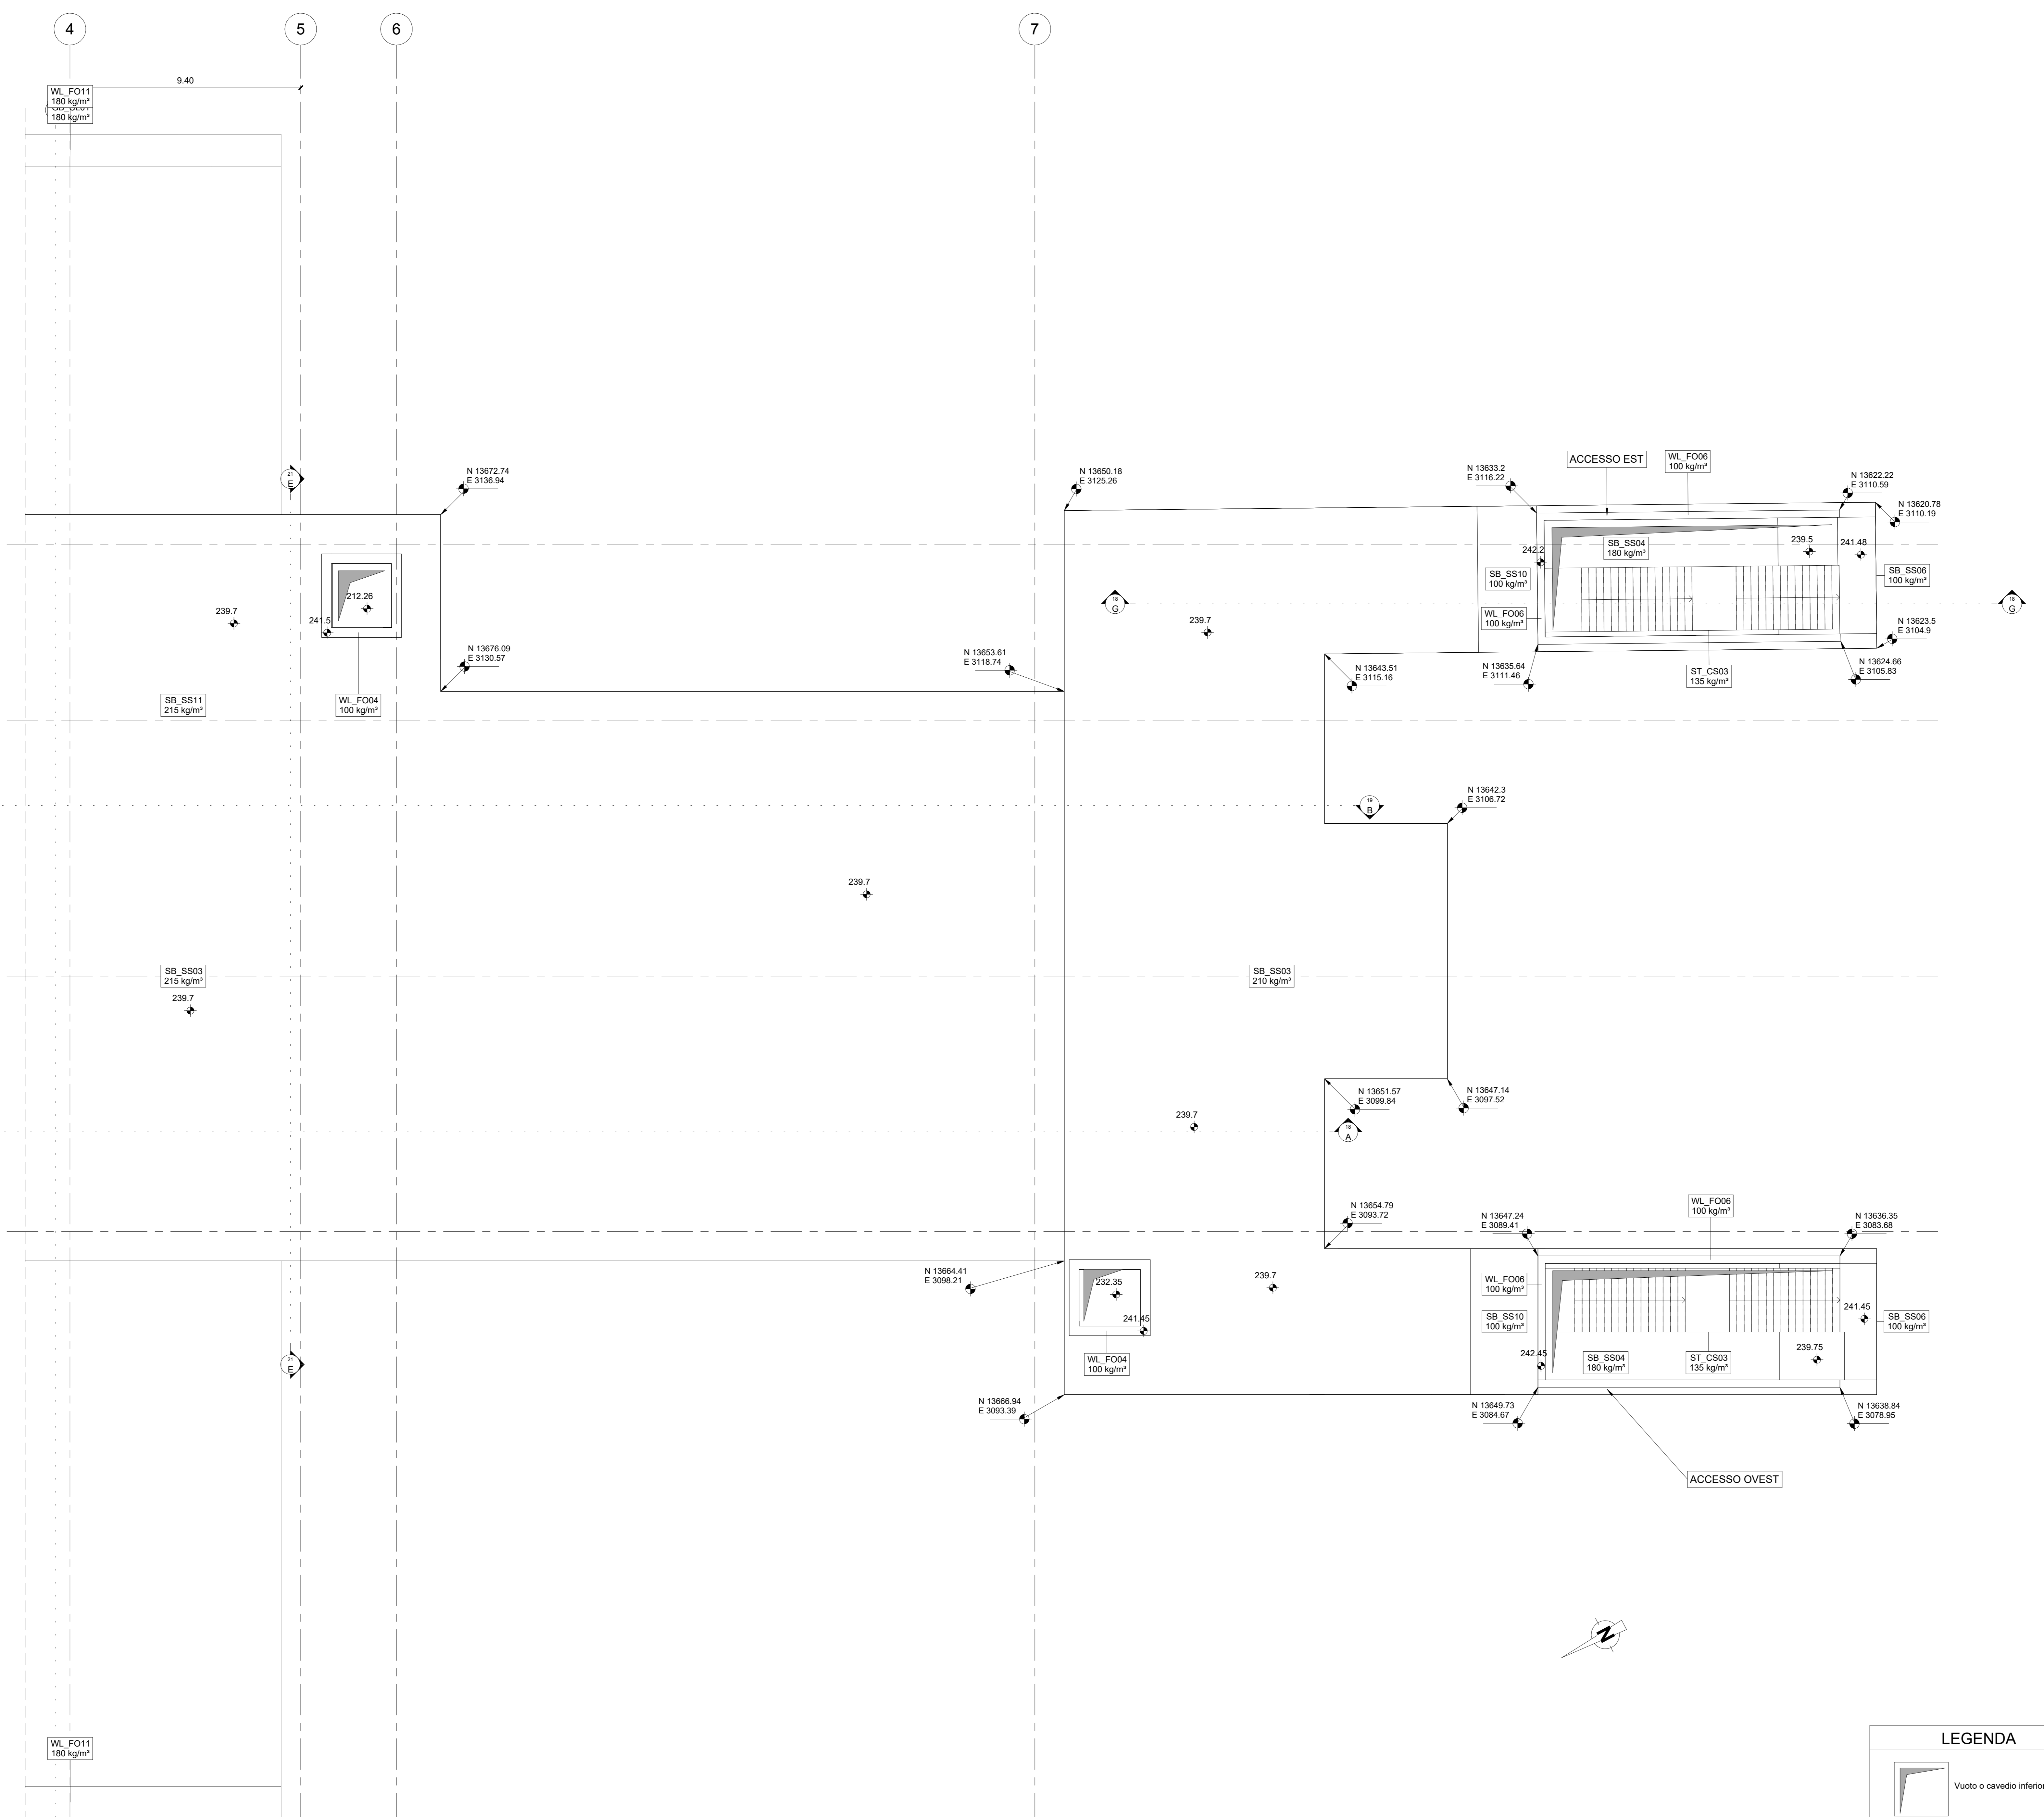 4
5
6
7
9.40
WL_FO11
180 kg/m³
180 kg/m³
21
E
N 13672.74
E 3136.94
N 13650.18
E 3125.26
N 13633.2
E 3116.22
ACCESSO EST
WL_FO06
100 kg/m³
N 13622.22
E 3110.59
N 13620.78
E 3110.19
242.2
SB_SS04
180 kg/m³
239.5
241.48
SB_SS10
100 kg/m³
SB_SS06
100 kg/m³
212.26
239.7
241.5
18
G
239.7
WL_FO06
100 kg/m³
18
G
N 13676.09
E 3130.57
N 13653.61
E 3118.74
N 13643.51
E 3115.16
N 13635.64
E 3111.46
ST_CS03
135 kg/m³
N 13623.5
E 3104.9
N 13624.66
E 3105.83
SB_SS11
215 kg/m³
WL_FO04
100 kg/m³
19
B
N 13642.3
E 3106.72
239.7
SB_SS03
215 kg/m³
239.7
SB_SS03
210 kg/m³
N 13651.57
E 3099.84
N 13647.14
E 3097.52
239.7
18
A
N 13654.79
E 3093.72
N 13647.24
E 3089.41
WL_FO06
100 kg/m³
N 13636.35
E 3083.68
N 13664.41
E 3098.21
232.35
241.45
239.7
WL_FO06
100 kg/m³
SB_SS10
100 kg/m³
241.45
SB_SS06
100 kg/m³
21
E
WL_FO04
100 kg/m³
242.45
SB_SS04
180 kg/m³
ST_CS03
135 kg/m³
239.75
N 13666.94
E 3093.39
N 13649.73
E 3084.67
N 13638.84
E 3078.95
ACCESSO OVEST
N
WL_FO11
180 kg/m³
LEGENDA
Vuoto o cavedio inferior